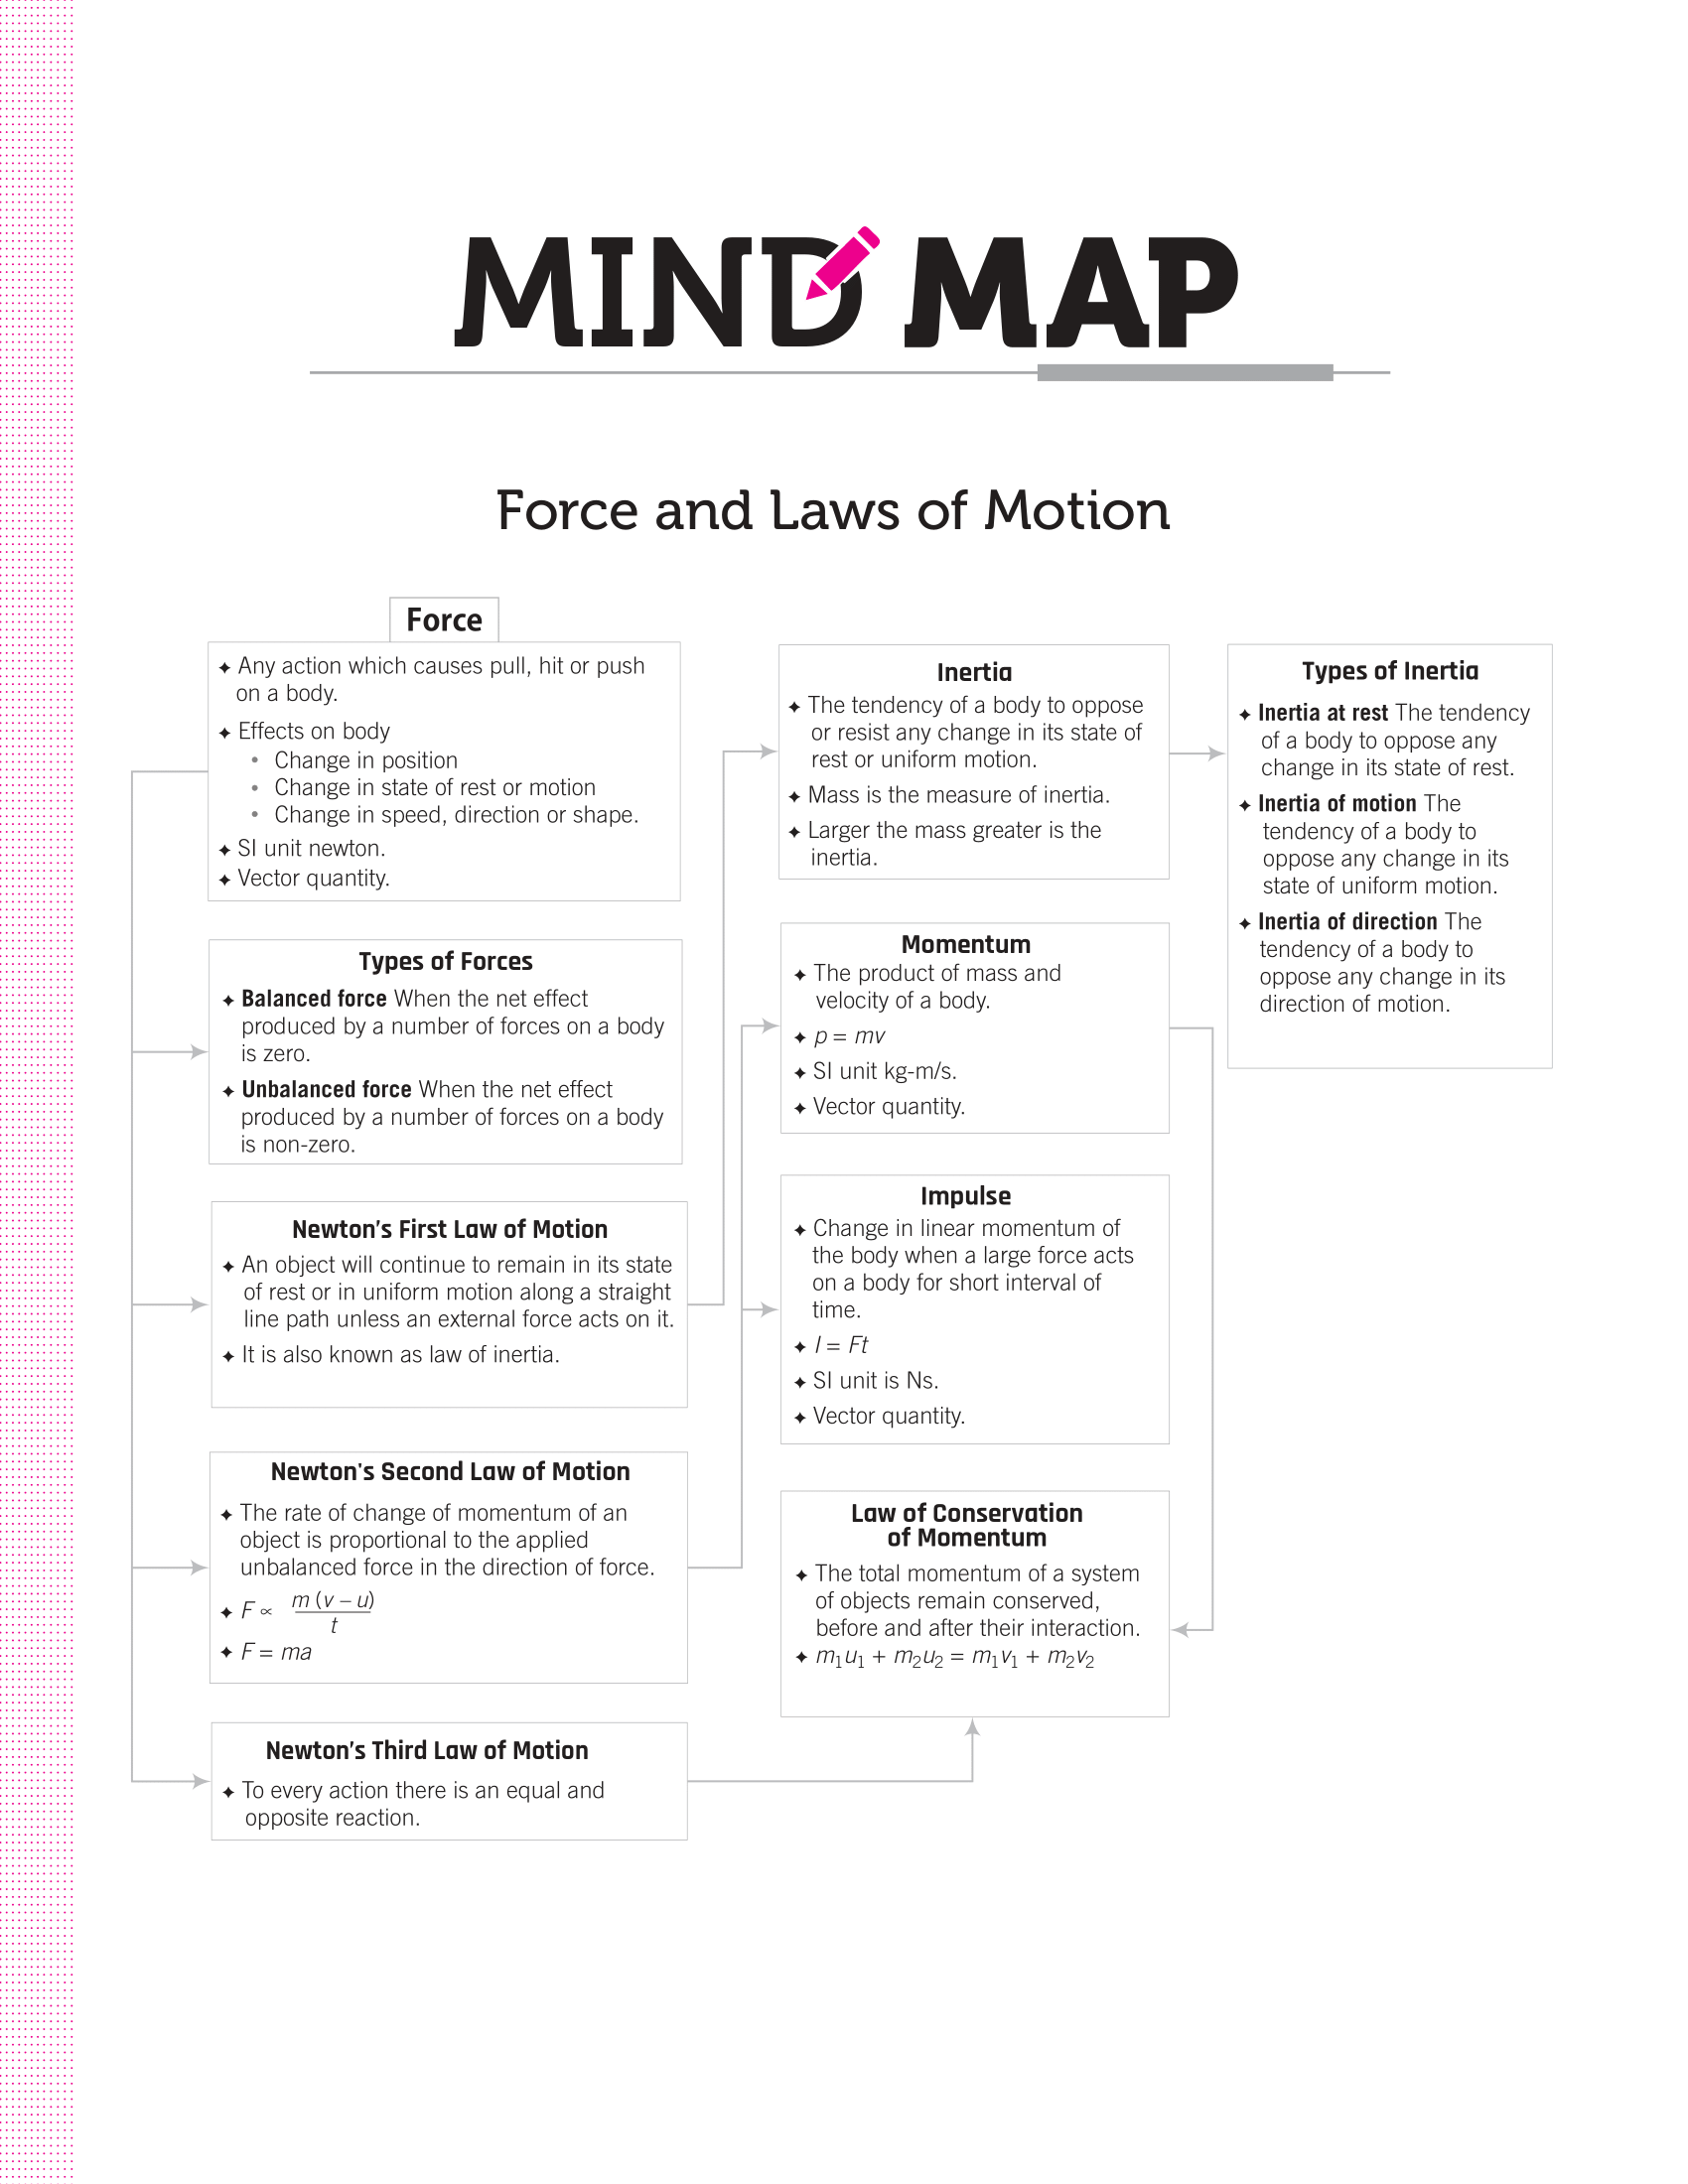 MIND MAP
Force and Laws of Motion
Force
✦ Any action which causes pull, hit or push
on a body.
✦ Effects on body
• Change in position
• Change in state of rest or motion
• Change in speed, direction or shape.
✦ SI unit newton.
✦ Vector quantity.
Types of Forces
✦ Balanced force When the net effect
produced by a number of forces on a body
is zero.
✦ Unbalanced force When the net effect
produced by a number of forces on a body
is non-zero.
Newton’s First Law of Motion
✦ An object will continue to remain in its state
of rest or in uniform motion along a straight
line path unless an external force acts on it.
✦ It is also known as law of inertia.
Newton's Second Law of Motion
✦ The rate of change of momentum of an
object is proportional to the applied
unbalanced force in the direction of force.
✦ F ∝ m (v – u) / t
✦ F = ma
Newton’s Third Law of Motion
✦ To every action there is an equal and
opposite reaction.
Inertia
✦ The tendency of a body to oppose
or resist any change in its state of
rest or uniform motion.
✦ Mass is the measure of inertia.
✦ Larger the mass greater is the
inertia.
Momentum
✦ The product of mass and
velocity of a body.
✦ p = mv
✦ SI unit kg-m/s.
✦ Vector quantity.
Impulse
✦ Change in linear momentum of
the body when a large force acts
on a body for short interval of
time.
✦ I = Ft
✦ SI unit is Ns.
✦ Vector quantity.
Law of Conservation
of Momentum
✦ The total momentum of a system
of objects remain conserved,
before and after their interaction.
✦ m₁u₁ + m₂u₂ = m₁v₁ + m₂v₂
Types of Inertia
✦ Inertia at rest The tendency
of a body to oppose any
change in its state of rest.
✦ Inertia of motion The
tendency of a body to
oppose any change in its
state of uniform motion.
✦ Inertia of direction The
tendency of a body to
oppose any change in its
direction of motion.